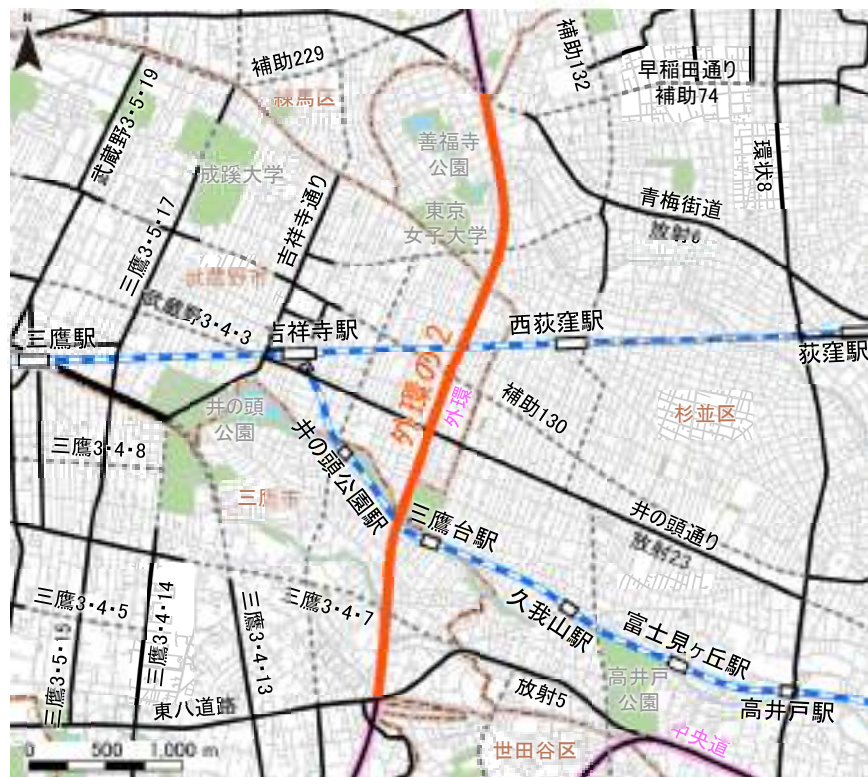 N
補助229
補助132
早稲田通り
補助74
武蔵野3・5・19
練馬区
善福寺
公園
環状8
成蹊大学
吉祥寺通り
東京
女子大学
青梅街道
放射6
三鷹3・5・17
武蔵野市
武蔵野3・4・3
三鷹駅
吉祥寺駅
西荻窪駅
荻窪駅
外環の2
外環
補助130
杉並区
井の頭
公園
井の頭公園駅
三鷹3・4・8
三鷹市
三鷹台駅
井の頭通り
放射23
三鷹3・4・5
三鷹3・4・14
三鷹3・4・13
三鷹3・4・7
久我山駅
富士見ヶ丘駅
高井戸
公園
高井戸駅
三鷹3・5・15
東八道路
放射5
世田谷区
中央道
0 500 1,000 m